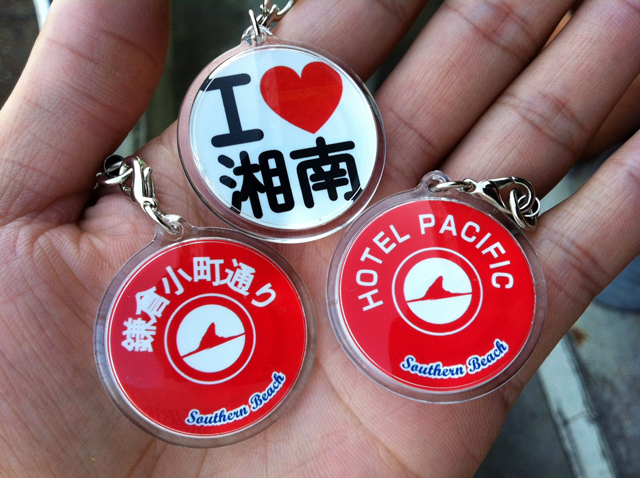 I ♥
湘南
鎌倉小町通り
Southern Beach
HOTEL PACIFIC
Southern Beach